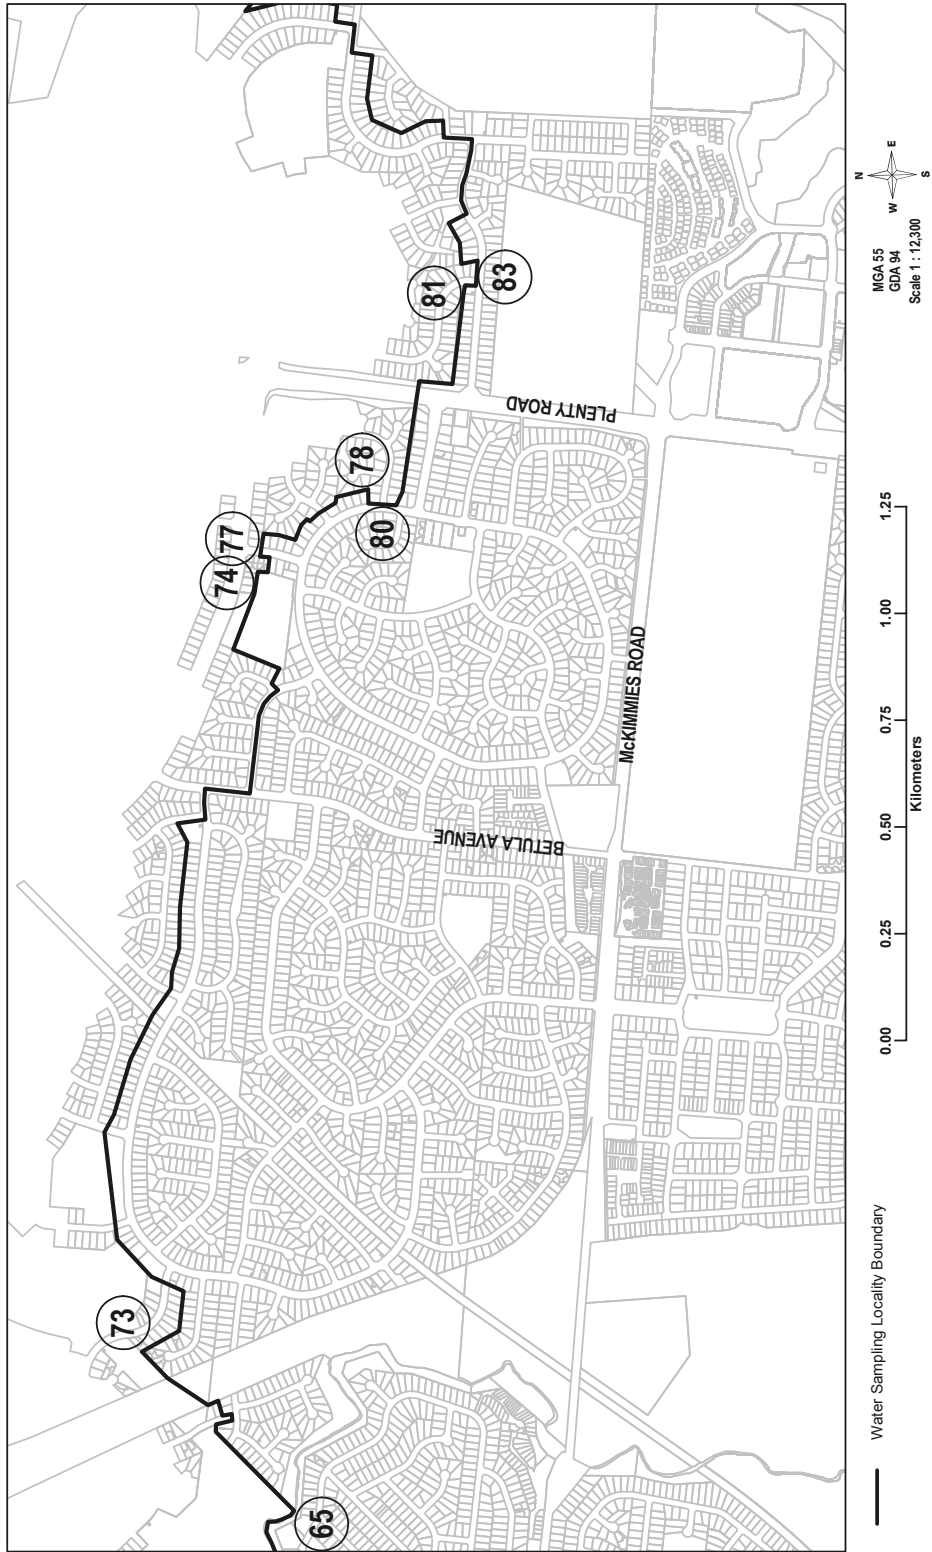 65
73
74
77
78
80
81
83
PLENTY ROAD
McKIMMIES ROAD
BETULA AVENUE
Water Sampling Locality Boundary
0.00
0.25
0.50
0.75
1.00
1.25
Kilometers
MGA 55
GDA 94
Scale 1 : 12,300
N
W
E
S